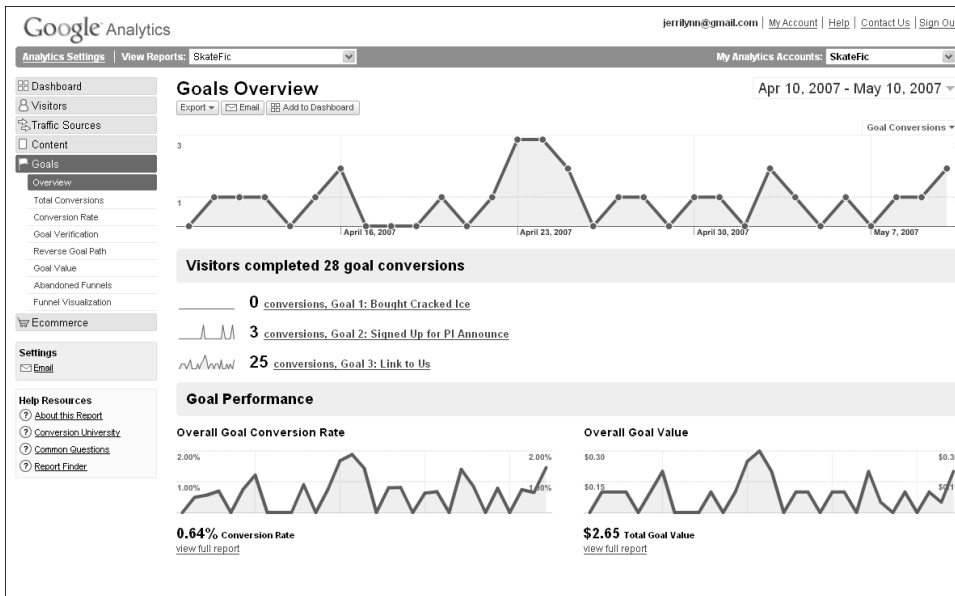 Google Analytics
jerrilynn@gmail.com | My Account | Help | Contact Us | Sign Ou
Analytics Settings | View Reports: SkateFic
My Analytics Accounts: SkateFic
Dashboard
Visitors
Traffic Sources
Content
Goals
Overview
Total Conversions
Conversion Rate
Goal Verification
Reverse Goal Path
Goal Value
Abandoned Funnels
Funnel Visualization
Ecommerce
Settings
Email
Help Resources
About this Report
Conversion University
Common Questions
Report Finder
Goals Overview
Apr 10, 2007 - May 10, 2007
Export Email Add to Dashboard
Goal Conversions
3
1
April 16, 2007 April 23, 2007 April 30, 2007 May 7, 2007
Visitors completed 28 goal conversions
0 conversions, Goal 1: Bought Cracked Ice
3 conversions, Goal 2: Signed Up for PI Announce
25 conversions, Goal 3: Link to Us
Goal Performance
Overall Goal Conversion Rate
2.00% 2.00%
1.00% 1.00%
0.64% Conversion Rate
view full report
Overall Goal Value
$0.30 $0.3
$0.15 $0.1
$2.65 Total Goal Value
view full report